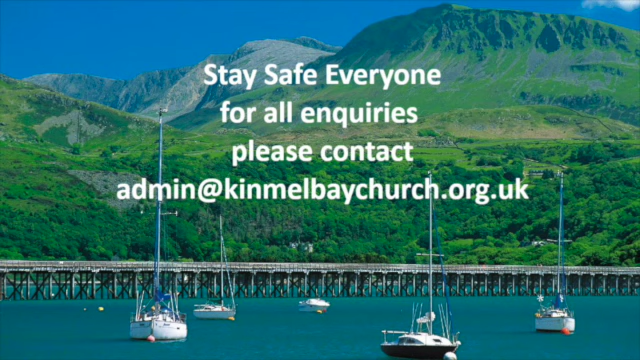 Stay Safe Everyone
for all enquiries
please contact
admin@kinmelbaychurch.org.uk